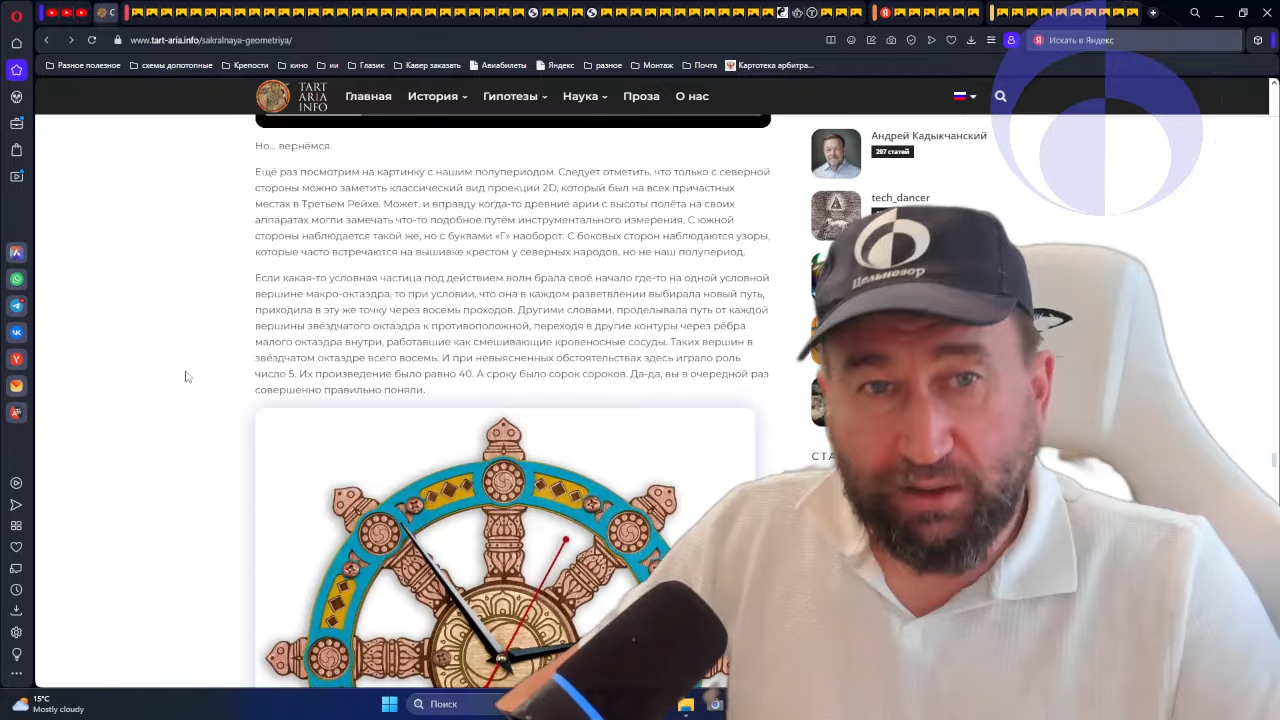 www.tart-aria.info/sakralnaya-geometriya/
Искать в Яндекс
Разное полезное
схемы допотопные
Крепости
кино
ии
Глазик
Кавер заказать
Авиабилеты
Яндекс
разное
Монтаж
Почта
Картотека арбитра...
TART
ARIA
INFO
Главная
История
Гипотезы
Наука
Проза
О нас
Но... вернёмся.
Ещё раз посмотрим на картинку с нашим полупериодом. Следует отметить, что только с северной
стороны можно заметить классический вид проекции 2D, который был на всех причастных
местах в Третьем Рейхе. Может, и вправду когда-то древние арии с высоты полёта на своих
аппаратах могли замечать что-то подобное путём инструментального измерения. С южной
стороны наблюдается такой же, но с буквами «Г» наоборот. С боковых сторон наблюдаются узоры,
которые часто встречаются на вышивке крестом у северных народов, но не наш полупериод.
Если какая-то условная частица под действием волн брала своё начало где-то на одной условной
вершине макро-октаэдра, то при условии, что она в каждом разветвлении выбирала новый путь,
приходила в эту же точку через восемь проходов. Другими словами, проделывала путь от каждой
вершины звёздчатого октаэдра к противоположной, переходя в другие контуры через рёбра
малого октаэдра внутри, работавшие как смешивающие кровеносные сосуды. Таких вершин в
звёздчатом октаэдре всего восемь. И при невыясненных обстоятельствах здесь играло роль
число 5. Их произведение было равно 40. А сроку было сорок сороков. Да-да, вы в очередной раз
совершенно правильно поняли.
Андрей Кадыкчанский
297 статей
tech_dancer
СТА
Цельнозор
15°C
Mostly cloudy
Поиск